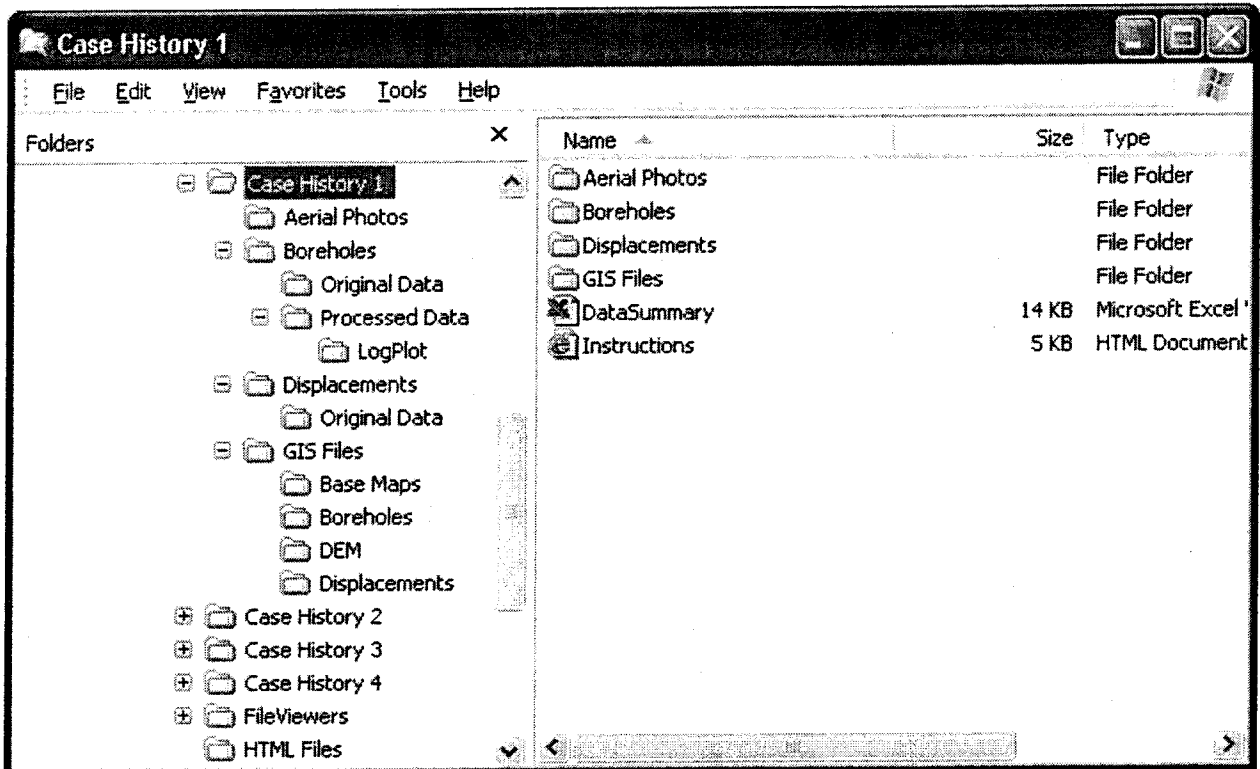 Case History 1
File Edit View Favorites Tools Help
Folders
Case History 1
Aerial Photos
Boreholes
Original Data
Processed Data
LogPlot
Displacements
Original Data
GIS Files
Base Maps
Boreholes
DEM
Displacements
Case History 2
Case History 3
Case History 4
FileViewers
HTML Files
Name Size Type
Aerial Photos File Folder
Boreholes File Folder
Displacements File Folder
GIS Files File Folder
DataSummary 14 KB Microsoft Excel
Instructions 5 KB HTML Document